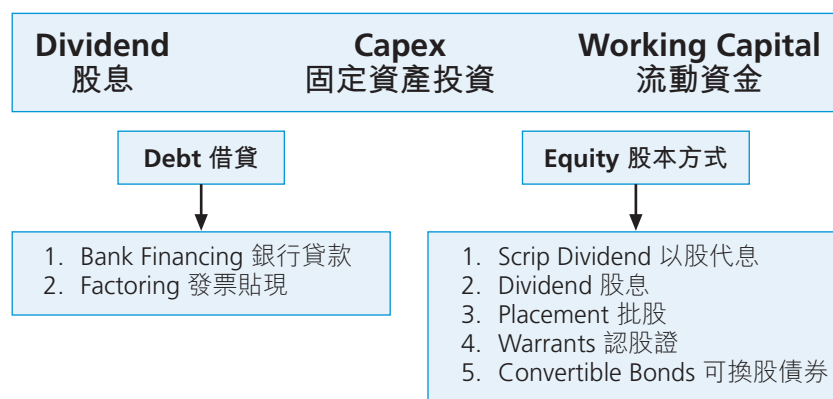 Dividend Capex Working Capital
股息 固定資產投資 流動資金
Debt 借貸 Equity 股本方式
1. Bank Financing 銀行貸款
2. Factoring 發票貼現
1. Scrip Dividend 以股代息
2. Dividend 股息
3. Placement 批股
4. Warrants 認股證
5. Convertible Bonds 可換股債券